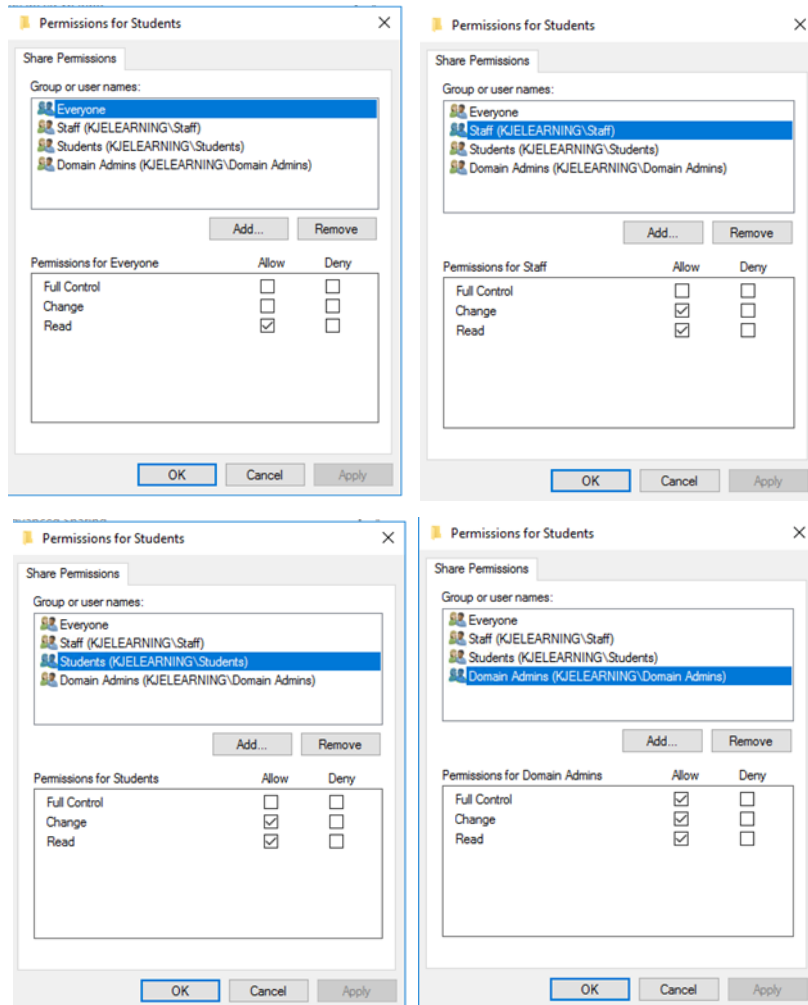 Permissions for Students
Share Permissions
Group or user names:
Everyone
Staff (KJELEARNING\Staff)
Students (KJELEARNING\Students)
Domain Admins (KJELEARNING\Domain Admins)
Add... Remove
Permissions for Everyone Allow Deny
Full Control
Change
Read
OK Cancel Apply
Permissions for Students
Share Permissions
Group or user names:
Everyone
Staff (KJELEARNING\Staff)
Students (KJELEARNING\Students)
Domain Admins (KJELEARNING\Domain Admins)
Add... Remove
Permissions for Staff Allow Deny
Full Control
Change
Read
OK Cancel Apply
Permissions for Students
Share Permissions
Group or user names:
Everyone
Staff (KJELEARNING\Staff)
Students (KJELEARNING\Students)
Domain Admins (KJELEARNING\Domain Admins)
Add... Remove
Permissions for Students Allow Deny
Full Control
Change
Read
OK Cancel Apply
Permissions for Students
Share Permissions
Group or user names:
Everyone
Staff (KJELEARNING\Staff)
Students (KJELEARNING\Students)
Domain Admins (KJELEARNING\Domain Admins)
Add... Remove
Permissions for Domain Admins Allow Deny
Full Control
Change
Read
OK Cancel Apply